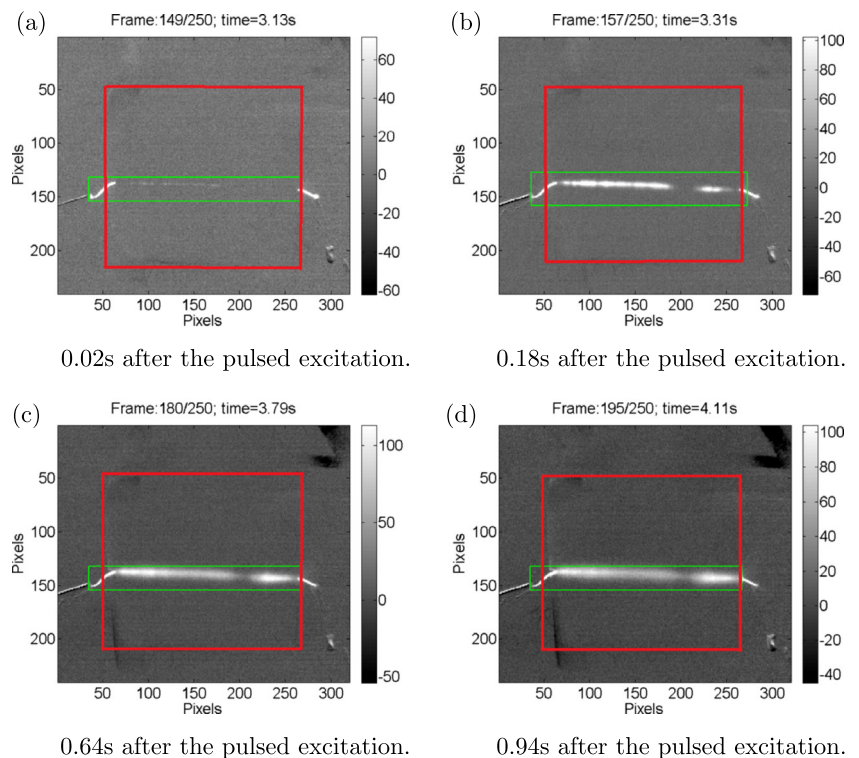 (a)
Frame:149/250; time=3.13s
50
100
150
200
Pixels
50 100 150 200 250 300
Pixels
60
40
20
0
-20
-40
-60
0.02s after the pulsed excitation.
(b)
Frame:157/250; time=3.31s
50
100
150
200
Pixels
50 100 150 200 250 300
Pixels
100
80
60
40
20
0
-20
-40
-60
0.18s after the pulsed excitation.
(c)
Frame:180/250; time=3.79s
50
100
150
200
Pixels
50 100 150 200 250 300
Pixels
100
50
0
-50
0.64s after the pulsed excitation.
(d)
Frame:195/250; time=4.11s
50
100
150
200
Pixels
50 100 150 200 250 300
Pixels
100
80
60
40
20
0
-20
-40
0.94s after the pulsed excitation.